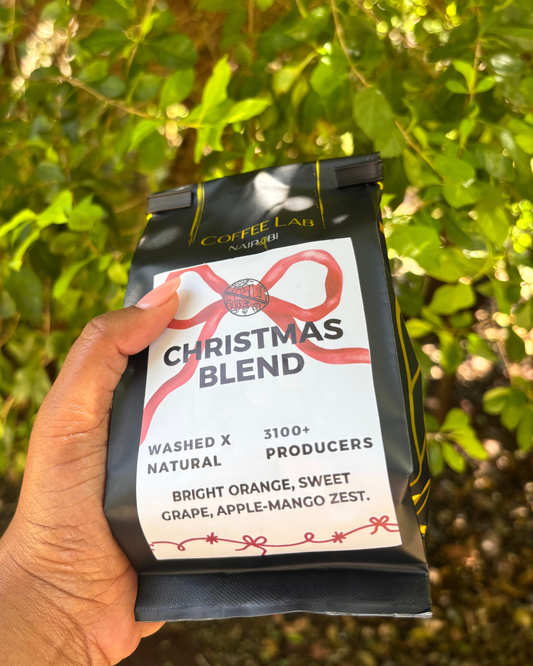 COFFEE LAB
NAIROBI
CHRISTMAS
BLEND
WASHED X
NATURAL
3100+
PRODUCERS
BRIGHT ORANGE, SWEET
GRAPE, APPLE-MANGO ZEST.